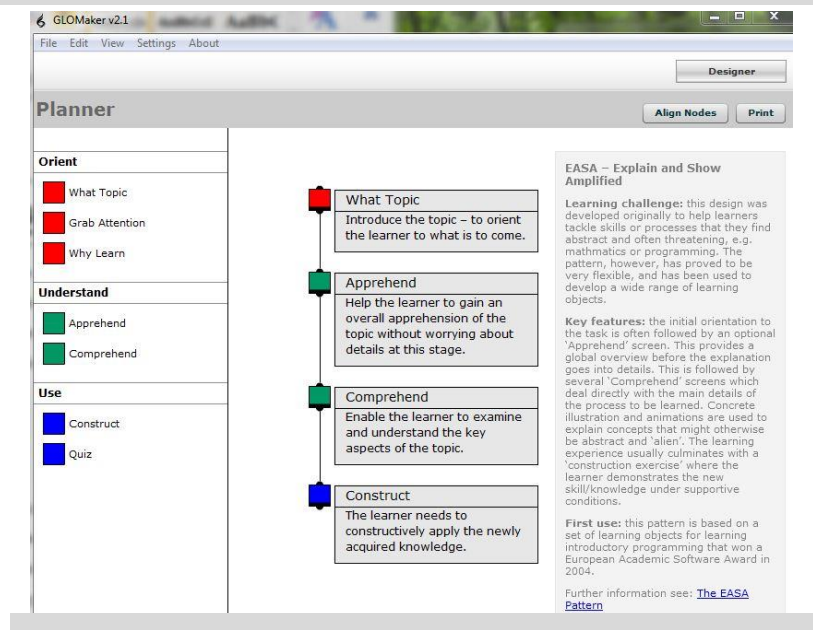 GLOMaker v2.1
File Edit View Settings About
Designer
Planner
Align Nodes Print
Orient
What Topic
Grab Attention
Why Learn
Understand
Apprehend
Comprehend
Use
Construct
Quiz
What Topic
Introduce the topic – to orient
the learner to what is to come.
Apprehend
Help the learner to gain an
overall apprehension of the
topic without worrying about
details at this stage.
Comprehend
Enable the learner to examine
and understand the key
aspects of the topic.
Construct
The learner needs to
constructively apply the newly
acquired knowledge.
EASA – Explain and Show
Amplified
Learning challenge: this design was
developed originally to help learners
tackle skills or processes that they find
abstract and often threatening, e.g.
mathmatics or programming. The
pattern, however, has proved to be
very flexible, and has been used to
develop a wide range of learning
objects.
Key features: the initial orientation to
the task is often followed by an optional
'Apprehend' screen. This provides a
global overview before the explanation
goes into details. This is followed by
several 'Comprehend' screens which
deal directly with the main details of
the process to be learned. Concrete
illustration and animations are used to
explain concepts that might otherwise
be abstract and 'alien'. The learning
experience usually culminates with a
'construction exercise' where the
learner demonstrates the new
skill/knowledge under supportive
conditions.
First use: this pattern is based on a
set of learning objects for learning
introductory programming that won a
European Academic Software Award in
2004.
Further information see: The EASA
Pattern